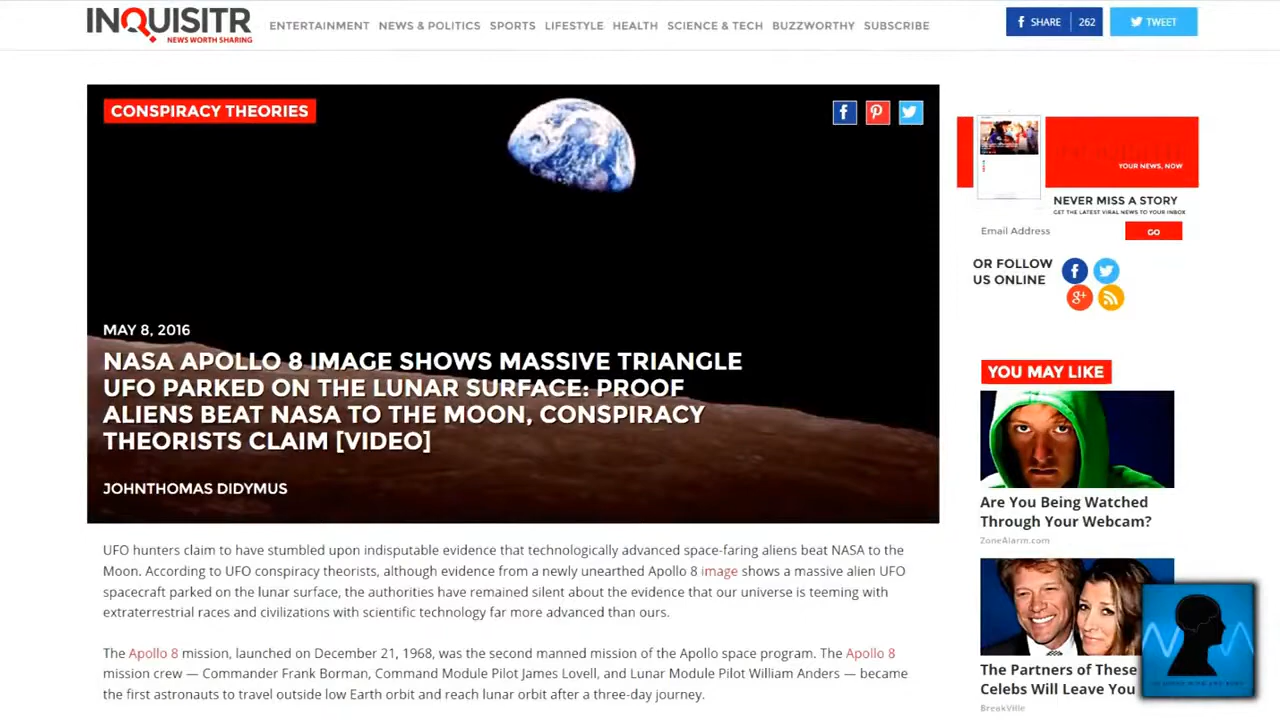 INQUISITR
NEWS WORTH SHARING
ENTERTAINMENT NEWS & POLITICS SPORTS LIFESTYLE HEALTH SCIENCE & TECH BUZZWORTHY SUBSCRIBE
f SHARE 262
TWEET
CONSPIRACY THEORIES
MAY 8, 2016
NASA APOLLO 8 IMAGE SHOWS MASSIVE TRIANGLE
UFO PARKED ON THE LUNAR SURFACE: PROOF
ALIENS BEAT NASA TO THE MOON, CONSPIRACY
THEORISTS CLAIM [VIDEO]
JOHNTHOMAS DIDYMUS
UFO hunters claim to have stumbled upon indisputable evidence that technologically advanced space-faring aliens beat NASA to the
Moon. According to UFO conspiracy theorists, although evidence from a newly unearthed Apollo 8 image shows a massive alien UFO
spacecraft parked on the lunar surface, the authorities have remained silent about the evidence that our universe is teeming with
extraterrestrial races and civilizations with scientific technology far more advanced than ours.
The Apollo 8 mission, launched on December 21, 1968, was the second manned mission of the Apollo space program. The Apollo 8
mission crew — Commander Frank Borman, Command Module Pilot James Lovell, and Lunar Module Pilot William Anders — became
the first astronauts to travel outside low Earth orbit and reach lunar orbit after a three-day journey.
YOUR NEWS, NOW
NEVER MISS A STORY
GET THE LATEST VIRAL NEWS TO YOUR INBOX
Email Address
GO
OR FOLLOW
US ONLINE
YOU MAY LIKE
Are You Being Watched
Through Your Webcam?
ZoneAlarm.com
The Partners of These
Celebs Will Leave You
BreakVille